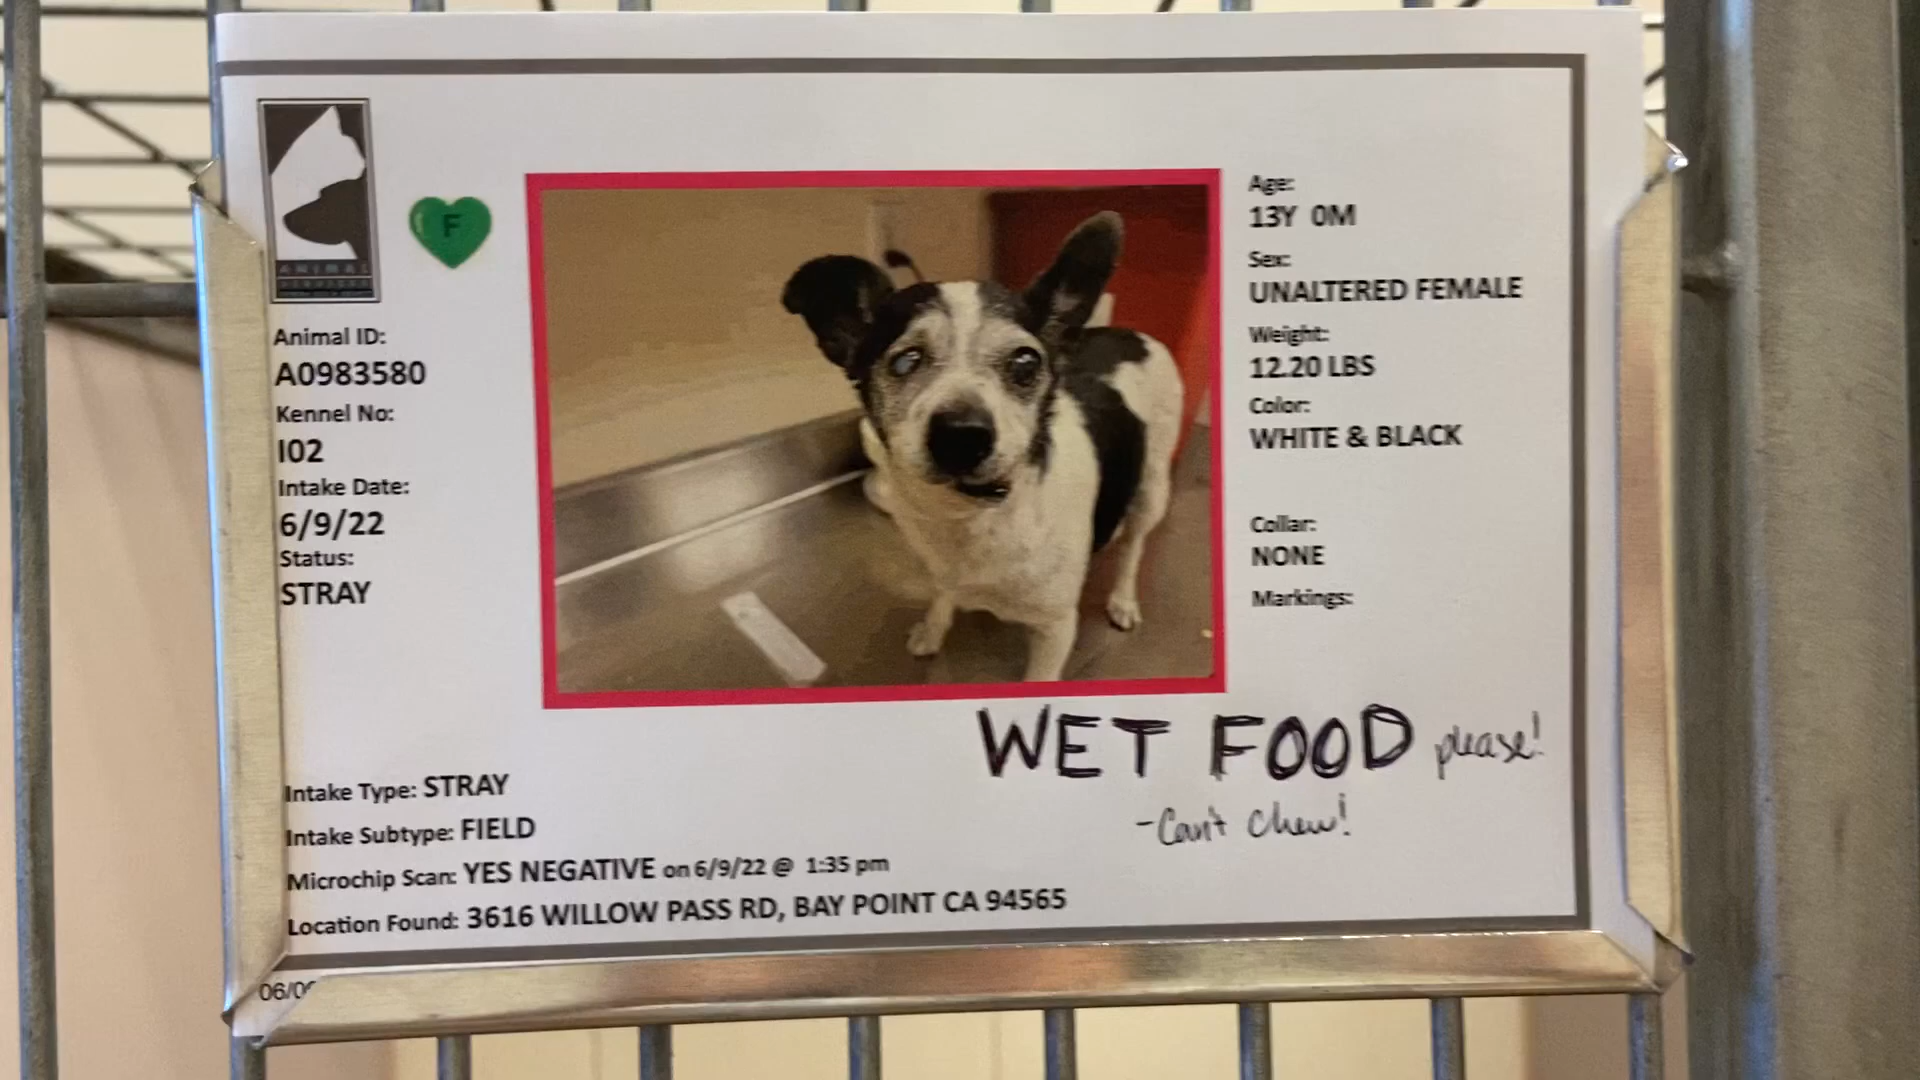 F
ANIMAL
SERVICES
Animal ID:
A0983580
Kennel No:
I02
Intake Date:
6/9/22
Status:
STRAY
Age:
13Y 0M
Sex:
UNALTERED FEMALE
Weight:
12.20 LBS
Color:
WHITE & BLACK
Collar:
NONE
Markings:
WET FOOD please!
-Can't chew!
Intake Type: STRAY
Intake Subtype: FIELD
Microchip Scan: YES NEGATIVE on 6/9/22 @ 1:35 pm
Location Found: 3616 WILLOW PASS RD, BAY POINT CA 94565